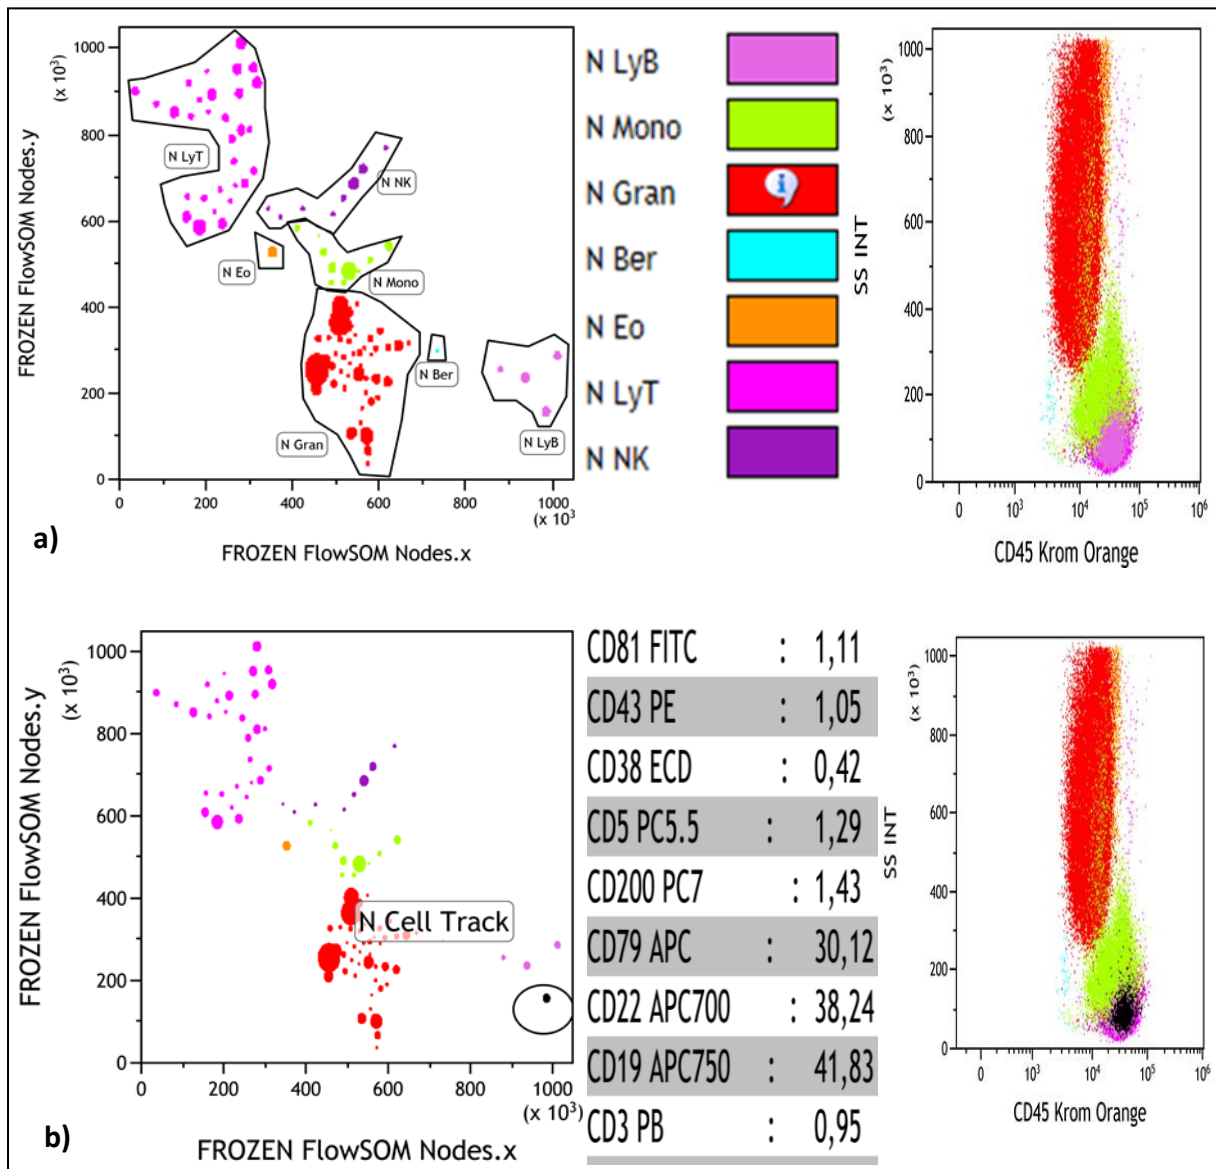 1000
800
600
400
200
0
(x 10³)
FROZEN FlowSOM Nodes.y
N LyT
N NK
N Eo
N Mono
N Ber
N Gran
N LyB
0 200 400 600 800 1000
(x 10³)
FROZEN FlowSOM Nodes.x
a)
N LyB
N Mono
N Gran
N Ber
N Eo
N LyT
N NK
1000
800
600
400
200
0
(x 10³)
SS INT
0 10³ 10⁴ 10⁵ 10⁶
CD45 Krom Orange
1000
800
600
400
200
0
(x 10³)
FROZEN FlowSOM Nodes.y
N Cell Track
0 200 400 600 800 1000
(x 10³)
FROZEN FlowSOM Nodes.x
b)
CD81 FITC : 1,11
CD43 PE : 1,05
CD38 ECD : 0,42
CD5 PC5.5 : 1,29
CD200 PC7 : 1,43
CD79 APC : 30,12
CD22 APC700 : 38,24
CD19 APC750 : 41,83
CD3 PB : 0,95
1000
800
600
400
200
0
(x 10³)
SS INT
0 10³ 10⁴ 10⁵ 10⁶
CD45 Krom Orange